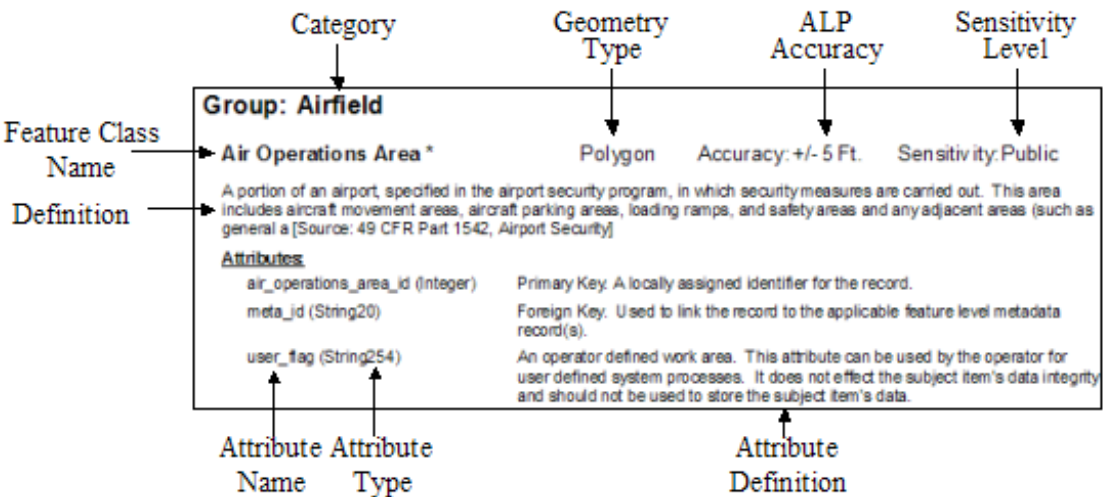 Category
Geometry
Type
ALP
Accuracy
Sensitivity
Level
Group: Airfield
Feature Class
Name
Air Operations Area * Polygon Accuracy: +/- 5 Ft. Sensitivity: Public
Definition
A portion of an airport, specified in the airport security program, in which security measures are carried out. This area
includes aircraft movement areas, aircraft parking areas, loading ramps, and safety areas and any adjacent areas (such as
general a [Source: 49 CFR Part 1542, Airport Security]
Attributes:
air_operations_area_id (Integer) Primary Key. A locally assigned identifier for the record.
meta_id (String20) Foreign Key. Used to link the record to the applicable feature level metadata
record(s).
user_flag (String254) An operator defined work area. This attribute can be used by the operator for
user defined system processes. It does not effect the subject item's data integrity
and should not be used to store the subject item's data.
Attribute
Name
Attribute
Type
Attribute
Definition